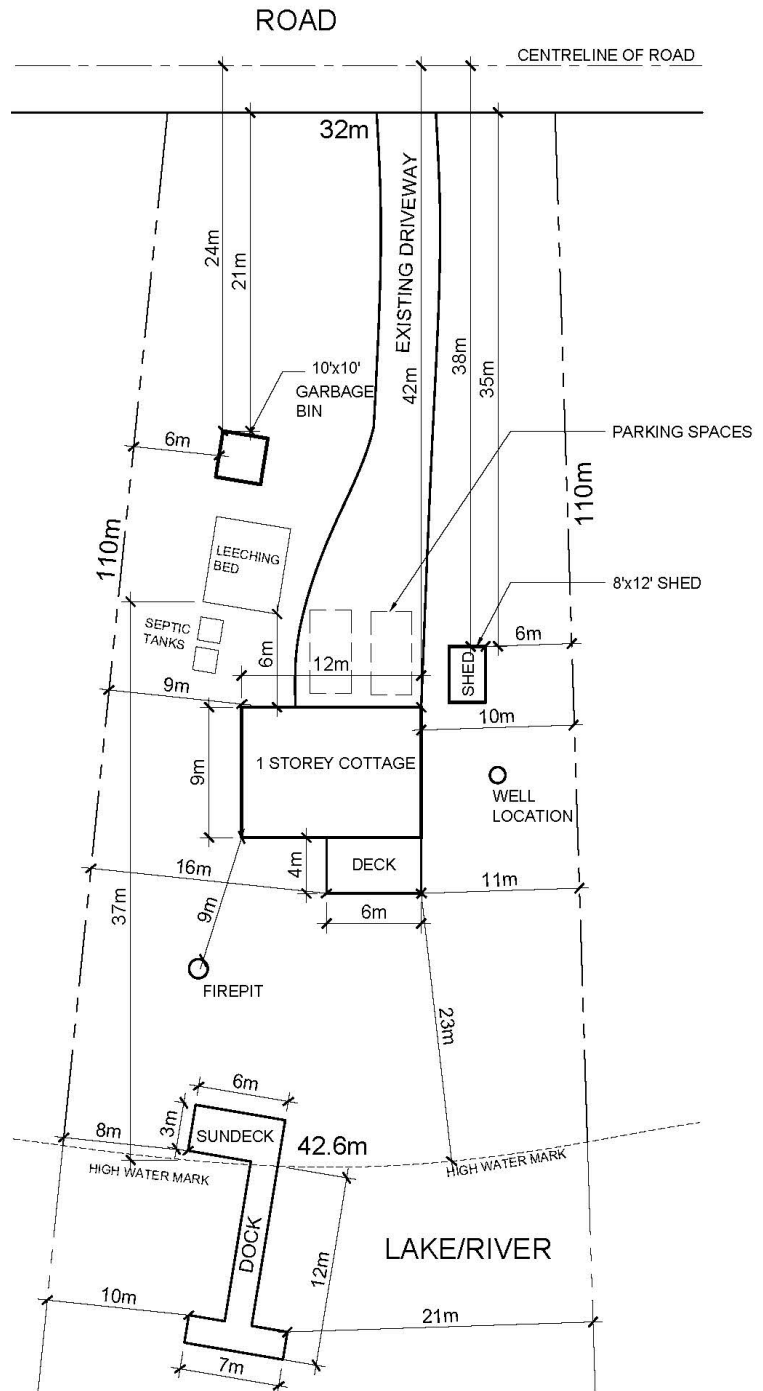 ROAD
CENTRELINE OF ROAD
32m
24m
21m
EXISTING DRIVEWAY
42m
38m
35m
10'x10'
GARBAGE
BIN
6m
PARKING SPACES
110m
110m
LEECHING
BED
8'x12' SHED
SEPTIC
TANKS
6m
12m
SHED
6m
9m
10m
9m
1 STOREY COTTAGE
WELL
LOCATION
16m
4m
DECK
11m
37m
9m
6m
FIREPIT
23m
6m
3m
8m
SUNDECK
42.6m
HIGH WATER MARK
HIGH WATER MARK
DOCK
12m
LAKE/RIVER
10m
21m
7m